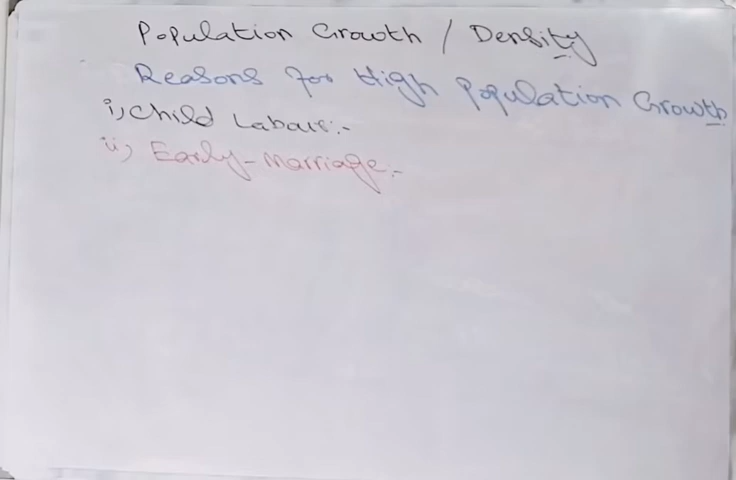 Population Growth / Density
Reasons for High Population Growth
i, Child Labour:-
ii, Early-Marriage:-